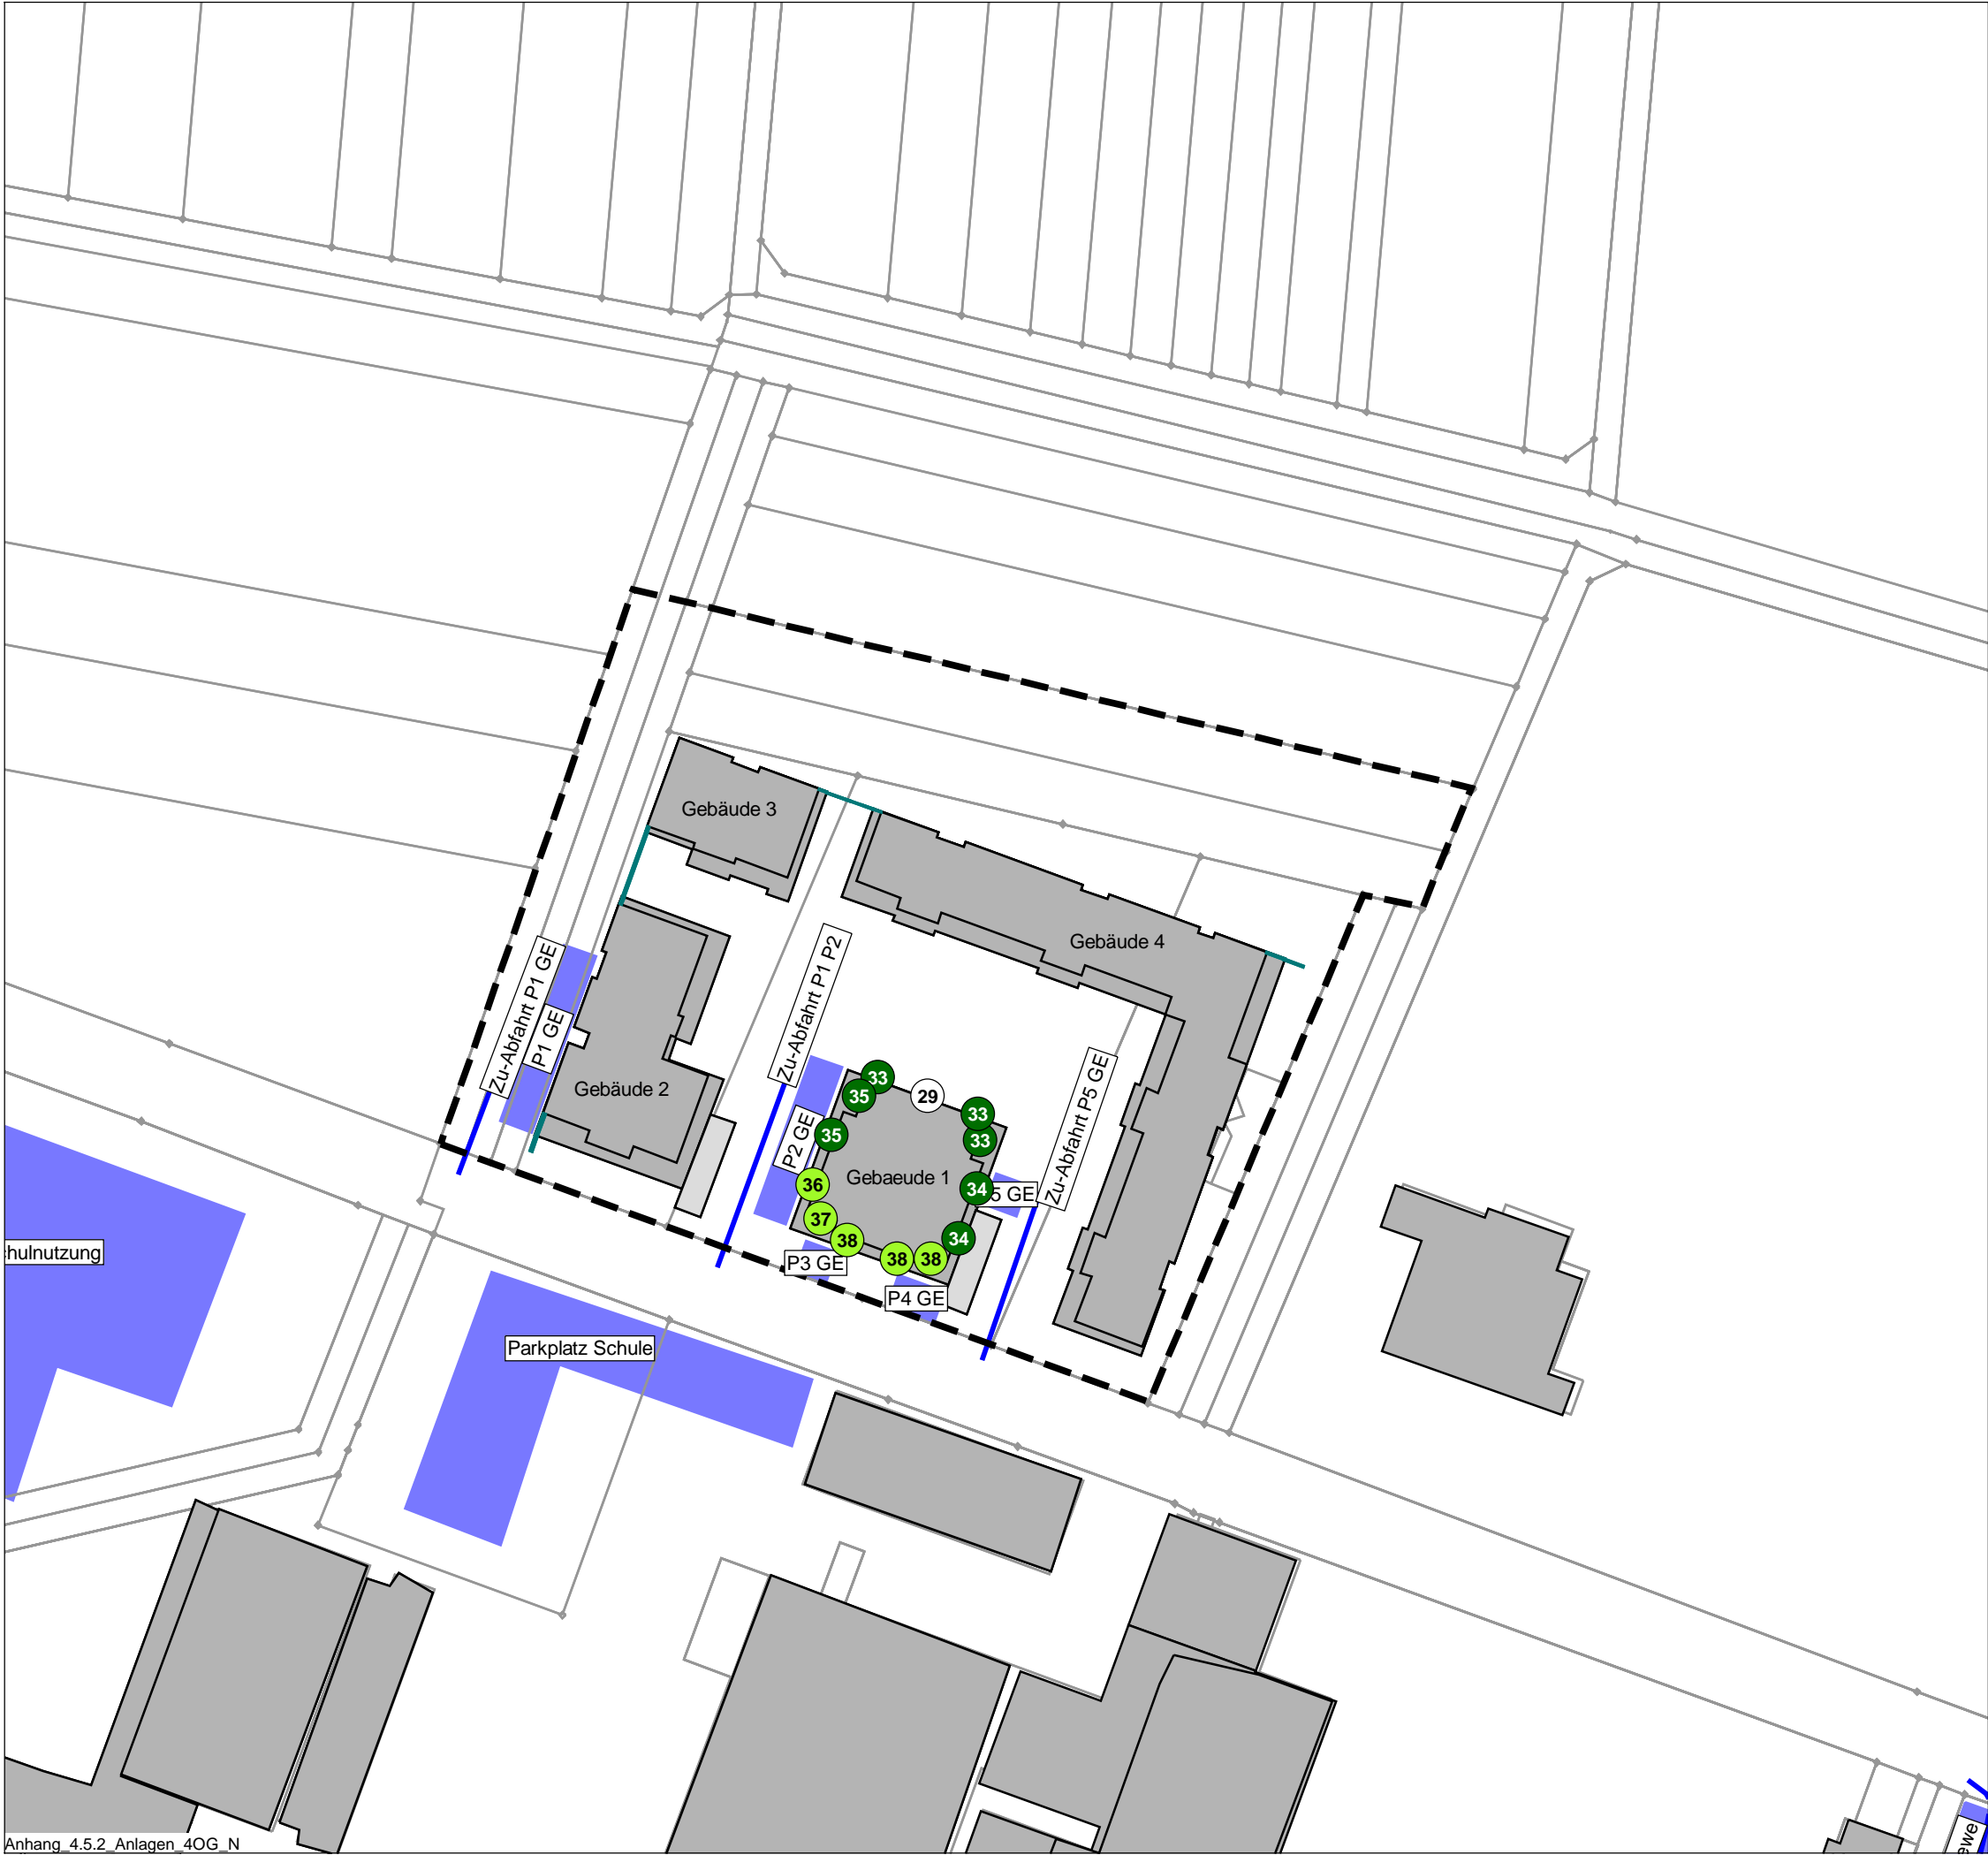 Gebäude 3
Gebäude 4
Zu-Abfahrt P1 GE
P1 GE
Zu-Abfahrt P1 P2
Gebäude 2
P2 GE
Zu-Abfahrt P5 GE
33
35
29
33
35
33
Gebaeude 1
36
34
5 GE
37
38
34
38
38
P3 GE
P4 GE
hulnutzung
Parkplatz Schule
ewe
Anhang_4.5.2_Anlagen_4OG_N